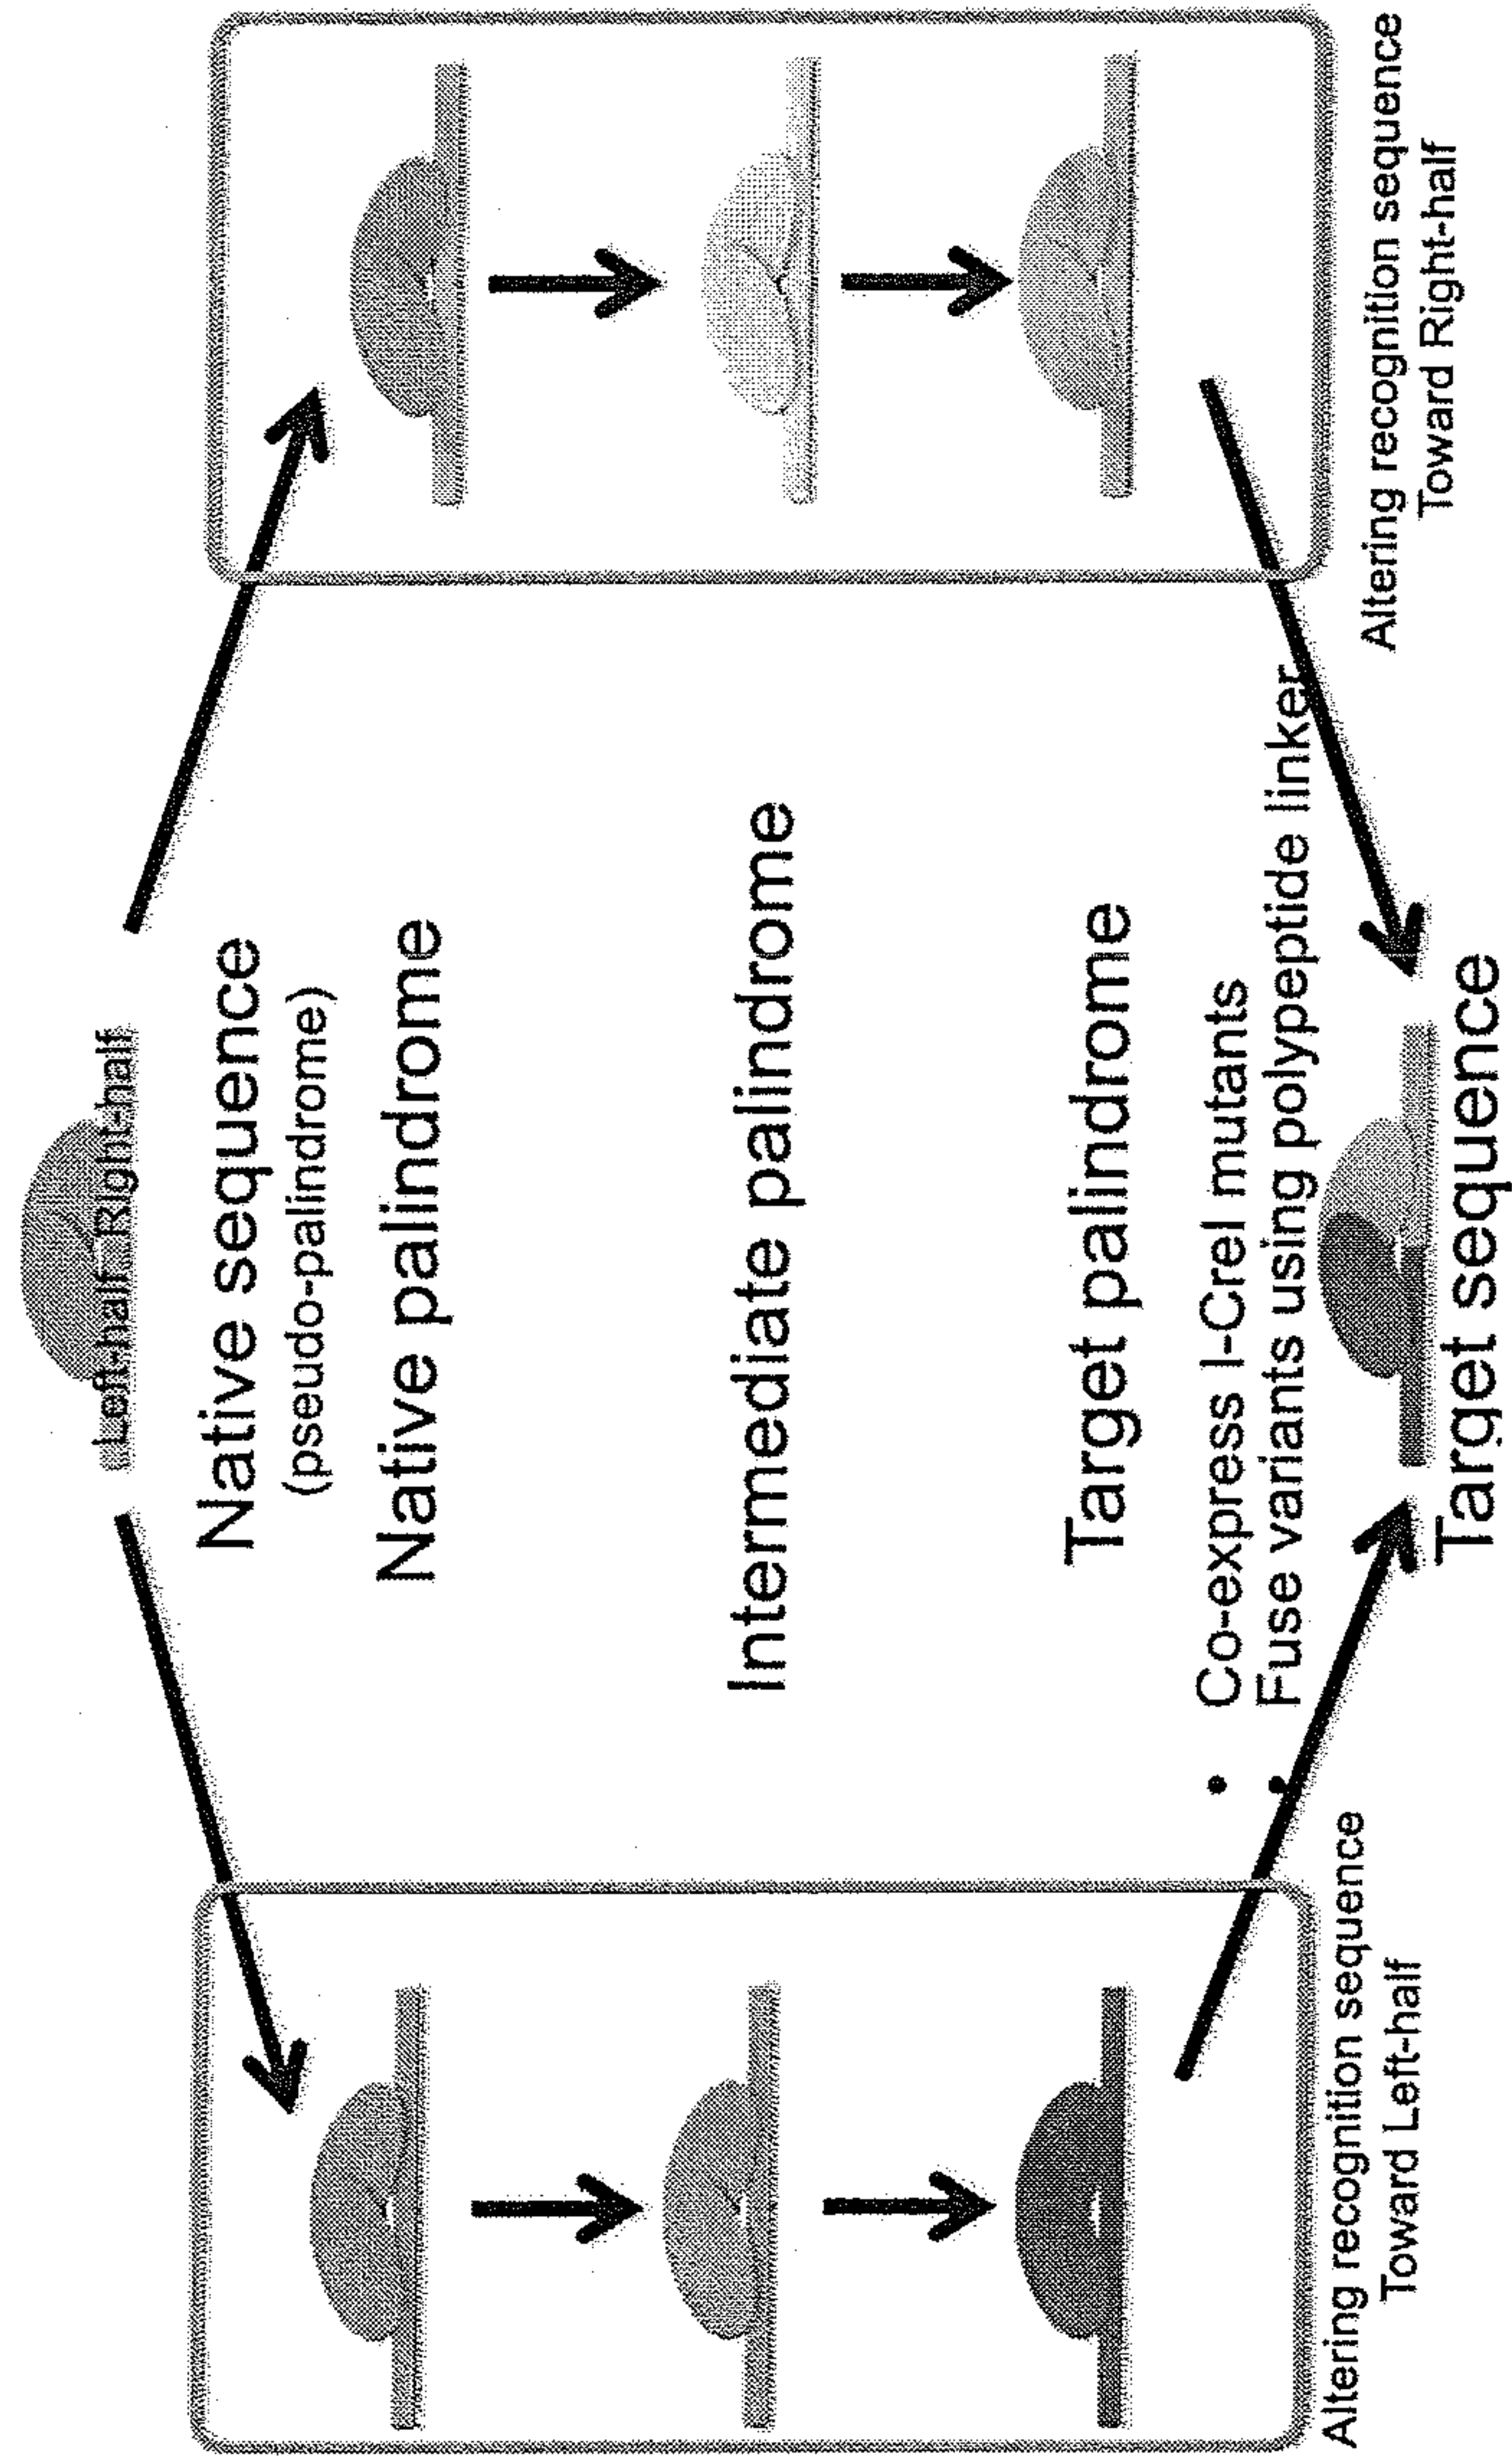 Left-half Right-half
Native sequence
(pseudo-palindrome)
Native palindrome
Intermediate palindrome
Target palindrome
• Co-express I-CreI mutants
• Fuse variants using polypeptide linker
Target sequence
Altering recognition sequence
Toward Left-half
Altering recognition sequence
Toward Right-half